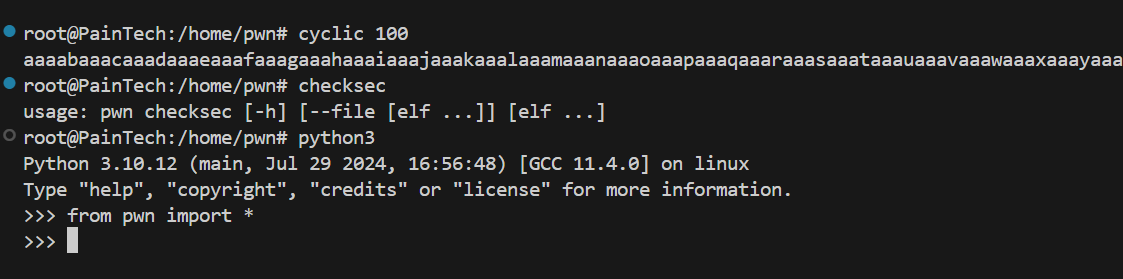 root@PainTech:/home/pwn# cyclic 100
aaaabaaacaaadaaaeaaafaaagaaahaaaiaaajaaakaaalaaamaaanaaaoaaapaaaqaaaraaasaaataaauaaavaaawaaaxaaayaaa
root@PainTech:/home/pwn# checksec
usage: pwn checksec [-h] [--file [elf ...]] [elf ...]
root@PainTech:/home/pwn# python3
Python 3.10.12 (main, Jul 29 2024, 16:56:48) [GCC 11.4.0] on linux
Type "help", "copyright", "credits" or "license" for more information.
>>> from pwn import *
>>>